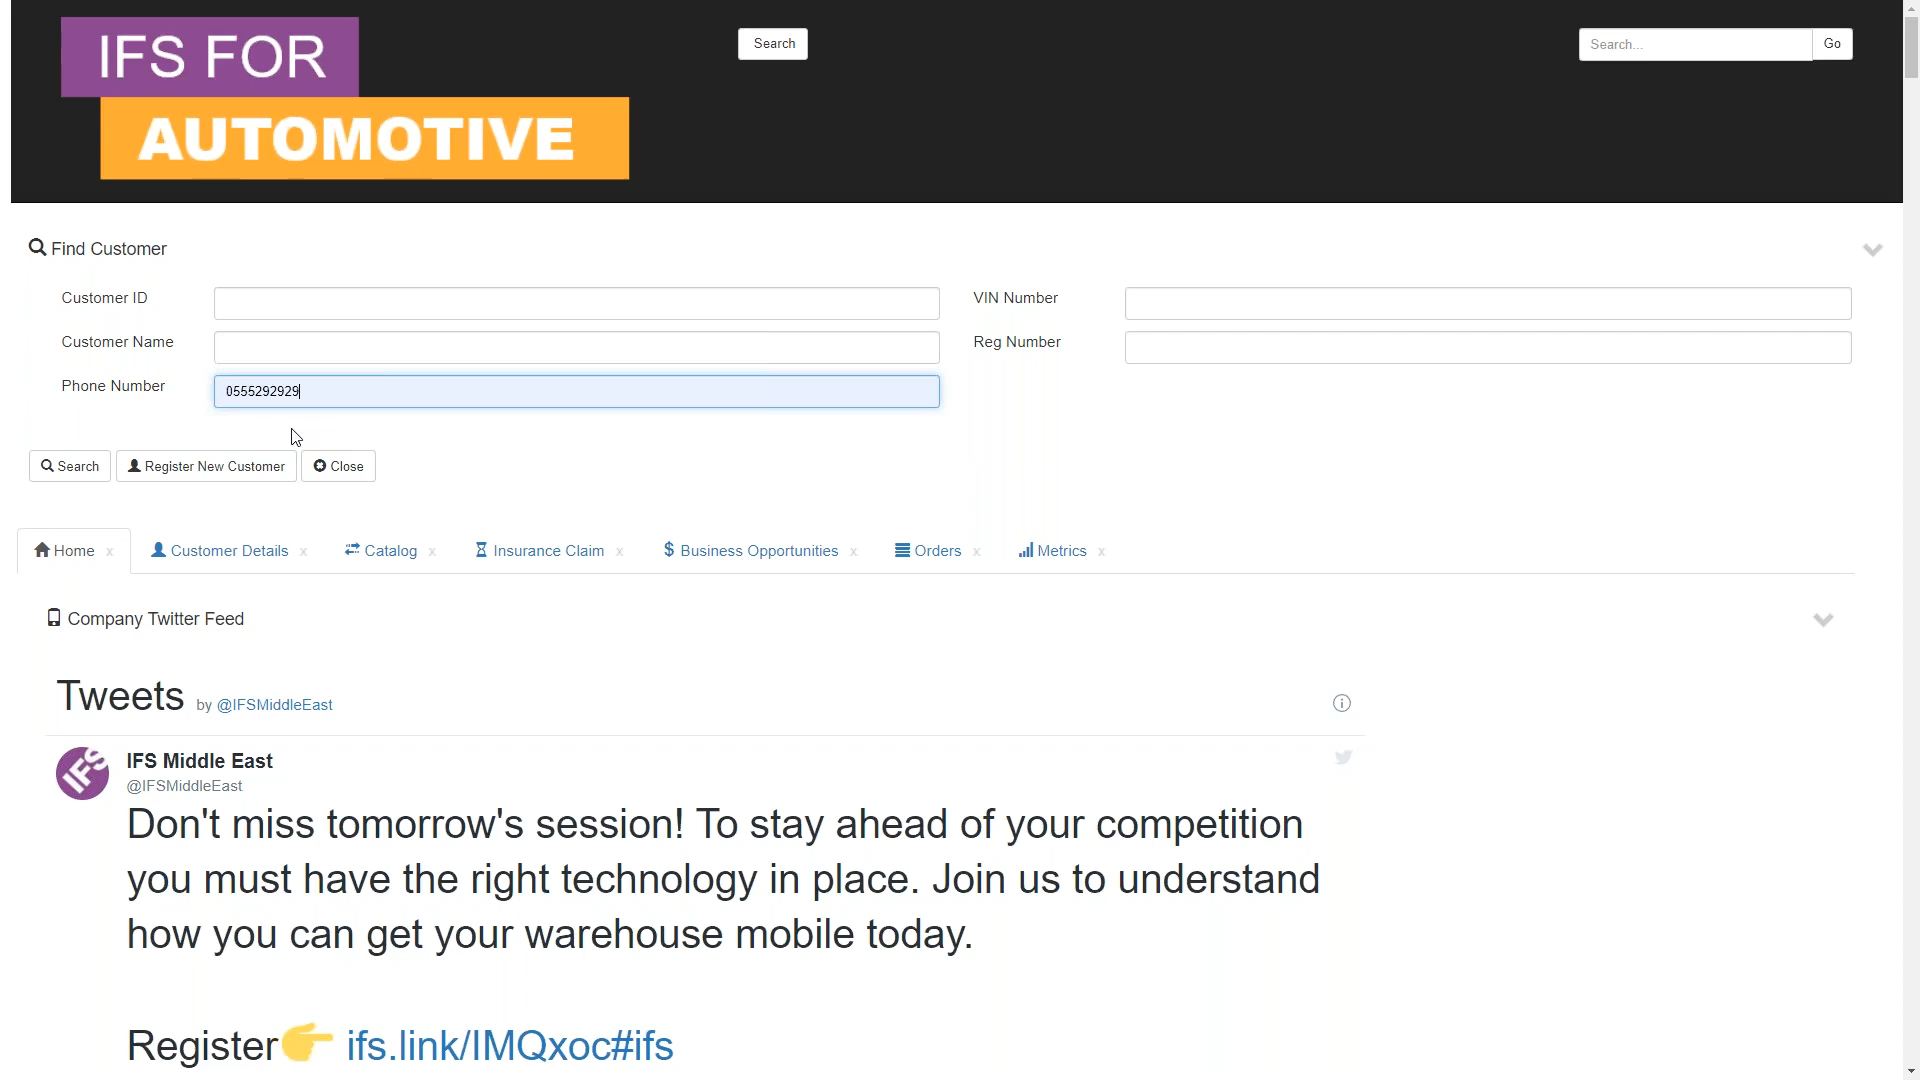 IFS FOR
AUTOMOTIVE
Search
Search...
Go
Find Customer
Customer ID
VIN Number
Customer Name
Reg Number
Phone Number
0555292929
Search
Register New Customer
Close
Home x
Customer Details x
Catalog x
Insurance Claim x
$ Business Opportunities x
Orders x
Metrics x
Company Twitter Feed
Tweets by @IFSMiddleEast
IFS
IFS Middle East
@IFSMiddleEast
Don't miss tomorrow's session! To stay ahead of your competition
you must have the right technology in place. Join us to understand
how you can get your warehouse mobile today.
Register👉 ifs.link/IMQxoc#ifs